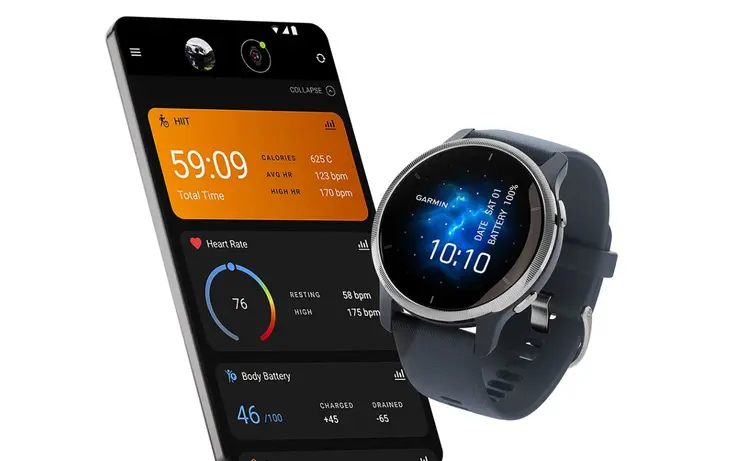 COLLAPSE
HIIT
59:09
Total Time
CALORIES 625 C
AVG HR 123 bpm
HIGH HR 170 bpm
Heart Rate
76
RESTING 58 bpm
HIGH 175 bpm
Body Battery
46 /100
CHARGED DRAINED
+45 -65
GARMIN
DATE SAT 01
BATTERY 100%
10:10